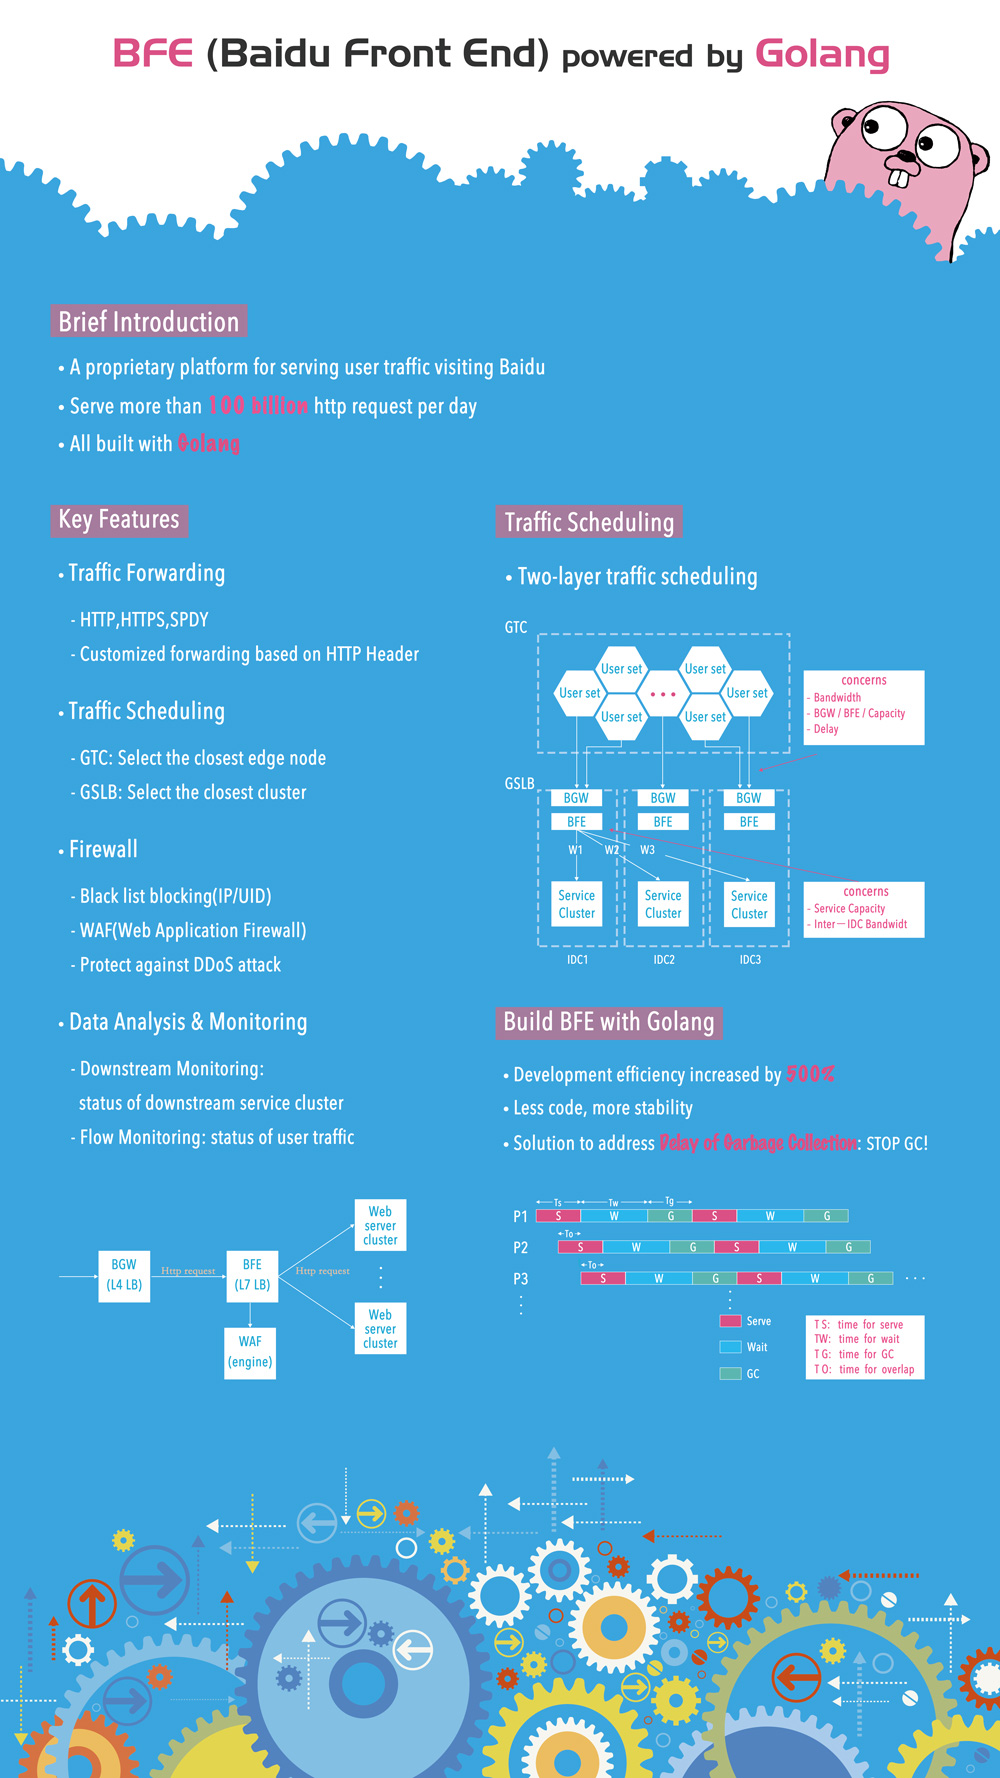 BFE (Baidu Front End) powered by Golang
Brief Introduction
• A proprietary platform for serving user traffic visiting Baidu
• Serve more than 100 billion http request per day
• All built with Golang
Key Features
• Traffic Forwarding
- HTTP,HTTPS,SPDY
- Customized forwarding based on HTTP Header
• Traffic Scheduling
- GTC: Select the closest edge node
- GSLB: Select the closest cluster
• Firewall
- Black list blocking(IP/UID)
- WAF(Web Application Firewall)
- Protect against DDoS attack
• Data Analysis & Monitoring
- Downstream Monitoring:
status of downstream service cluster
- Flow Monitoring: status of user traffic
BGW
(L4 LB)
Http request
BFE
(L7 LB)
Http request
Web
server
cluster
Web
server
cluster
WAF
(engine)
Traffic Scheduling
• Two-layer traffic scheduling
GTC
User set
User set
User set
User set
User set
User set
concerns
- Bandwidth
- BGW / BFE / Capacity
- Delay
GSLB
BGW
BGW
BGW
BFE
BFE
BFE
W1
W2
W3
Service
Cluster
Service
Cluster
Service
Cluster
concerns
- Service Capacity
- Inter—IDC Bandwidt
IDC1
IDC2
IDC3
Build BFE with Golang
• Development efficiency increased by 500%
• Less code, more stability
• Solution to address Delay of Garbage Collection: STOP GC!
Ts Tw Tg
P1 S W G S W G
To
P2 S W G S W G
To
P3 S W G S W G ...
Serve
Wait
GC
T S: time for serve
TW: time for wait
T G: time for GC
T O: time for overlap